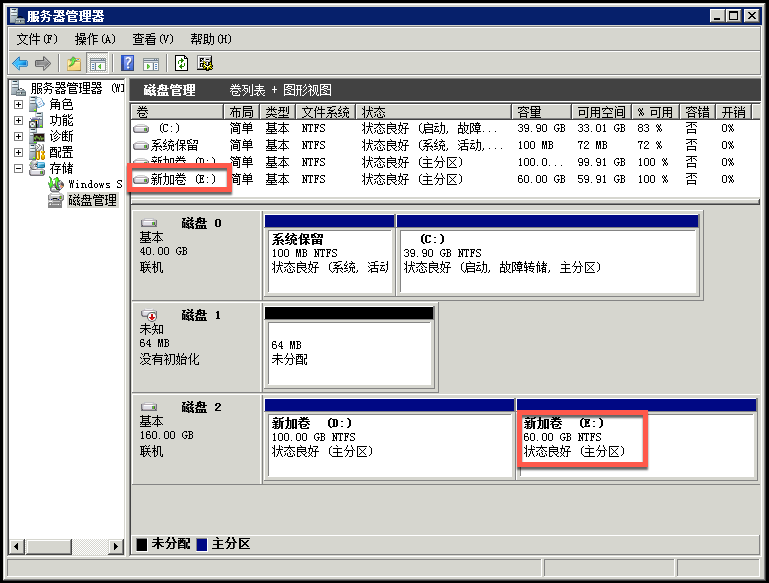 服务器管理器
文件(F) 操作(A) 查看(V) 帮助(H)
服务器管理器 (WI
角色
功能
诊断
配置
存储
Windows S
磁盘管理
磁盘管理 卷列表 + 图形视图
卷 布局 类型 文件系统 状态 容量 可用空间 % 可用 容错 开销
(C:) 简单 基本 NTFS 状态良好 (启动, 故障... 39.90 GB 33.01 GB 83 % 否 0%
系统保留 简单 基本 NTFS 状态良好 (系统, 活动,... 100 MB 72 MB 72 % 否 0%
新加卷 (D:) 简单 基本 NTFS 状态良好 (主分区) 100.0... 99.91 GB 100 % 否 0%
新加卷 (E:) 简单 基本 NTFS 状态良好 (主分区) 60.00 GB 59.91 GB 100 % 否 0%
磁盘 0
基本
40.00 GB
联机
系统保留
100 MB NTFS
状态良好 (系统, 活动
(C:)
39.90 GB NTFS
状态良好 (启动, 故障转储, 主分区)
磁盘 1
未知
64 MB
没有初始化
64 MB
未分配
磁盘 2
基本
160.00 GB
联机
新加卷 (D:)
100.00 GB NTFS
状态良好 (主分区)
新加卷 (E:)
60.00 GB NTFS
状态良好 (主分区)
未分配 主分区